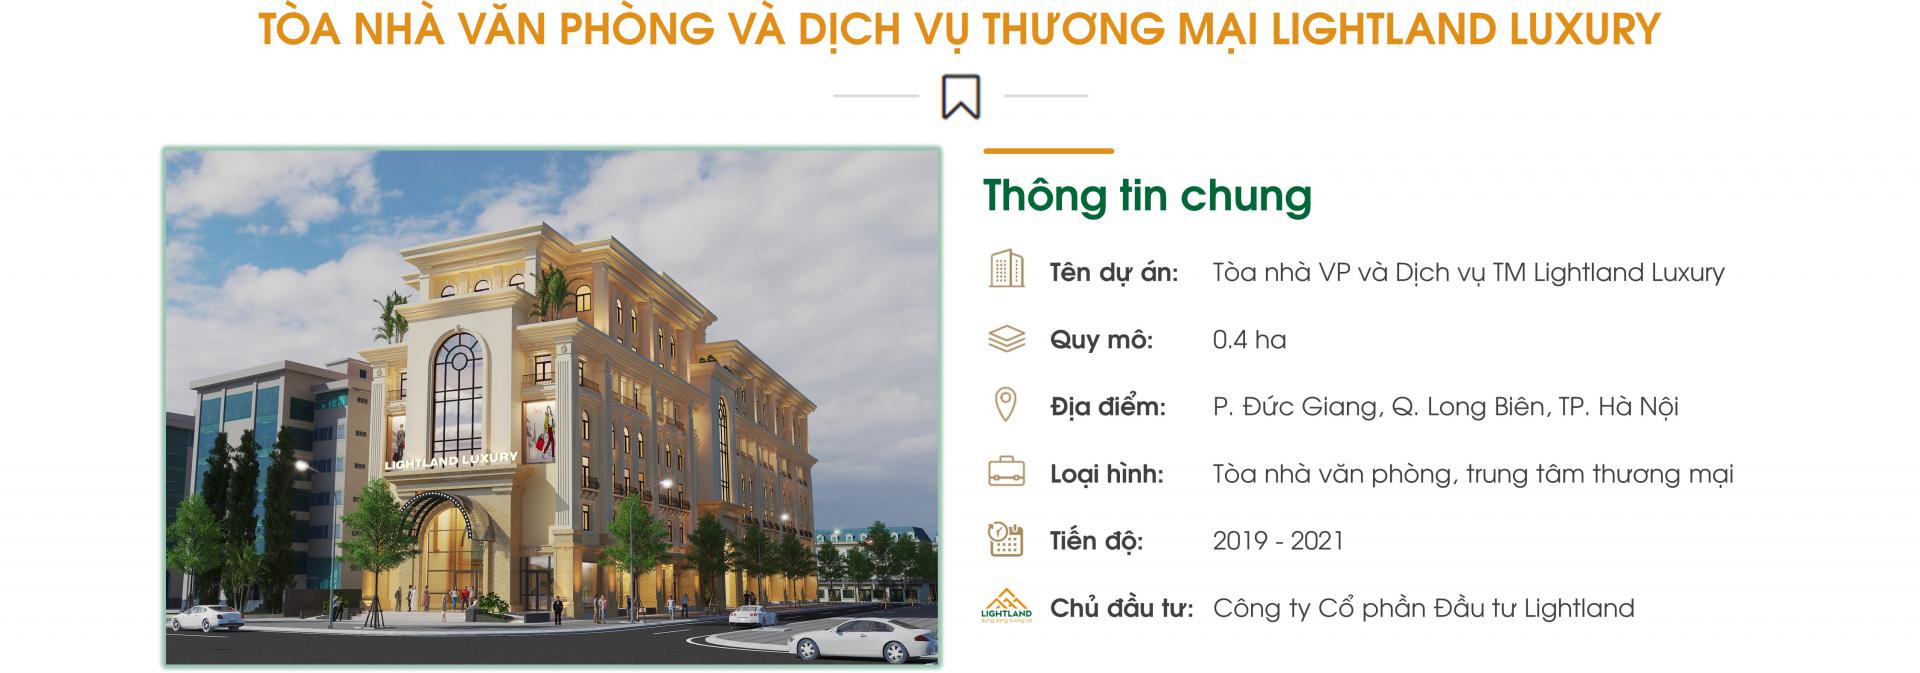 TÒA NHÀ VĂN PHÒNG VÀ DỊCH VỤ THƯƠNG MẠI LIGHTLAND LUXURY
LIGHTLAND LUXURY
Thông tin chung
Tên dự án: Tòa nhà VP và Dịch vụ TM Lightland Luxury
Quy mô: 0.4 ha
Địa điểm: P. Đức Giang, Q. Long Biên, TP. Hà Nội
Loại hình: Tòa nhà văn phòng, trung tâm thương mại
Tiến độ: 2019 - 2021
LIGHTLAND
Chủ đầu tư: Công ty Cổ phần Đầu tư Lightland